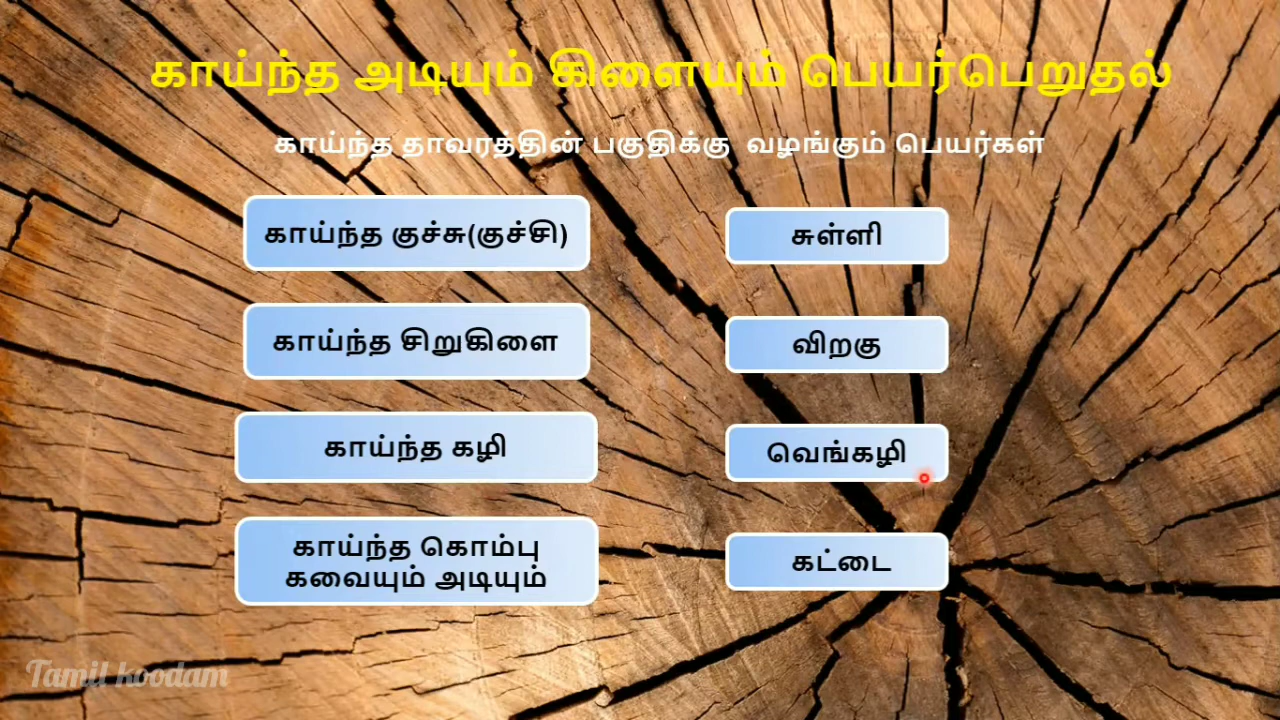 காய்ந்த அடியும் கிளையும் பெயர்பெறுதல்
காய்ந்த தாவரத்தின் பகுதிக்கு வழங்கும் பெயர்கள்
காய்ந்த குச்சு(குச்சி)
சுள்ளி
காய்ந்த சிறுகிளை
விறகு
காய்ந்த கழி
வெங்கழி
காய்ந்த கொம்பு
கவையும் அடியும்
கட்டை
Tamil koodam